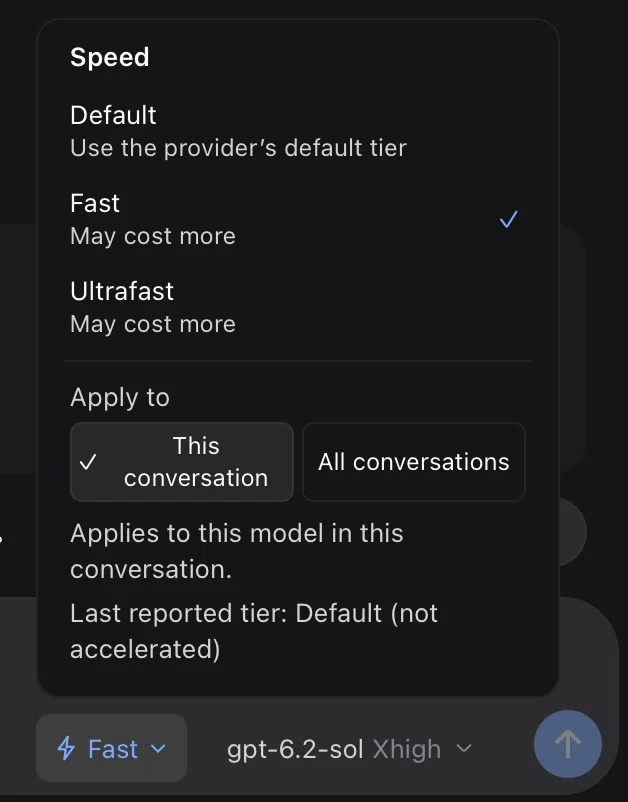 Speed
Default
Use the provider’s default tier
Fast
May cost more
Ultrafast
May cost more
Apply to
This
conversation
All conversations
Applies to this model in this
conversation.
Last reported tier: Default (not
accelerated)
Fast
gpt-6.2-sol Xhigh